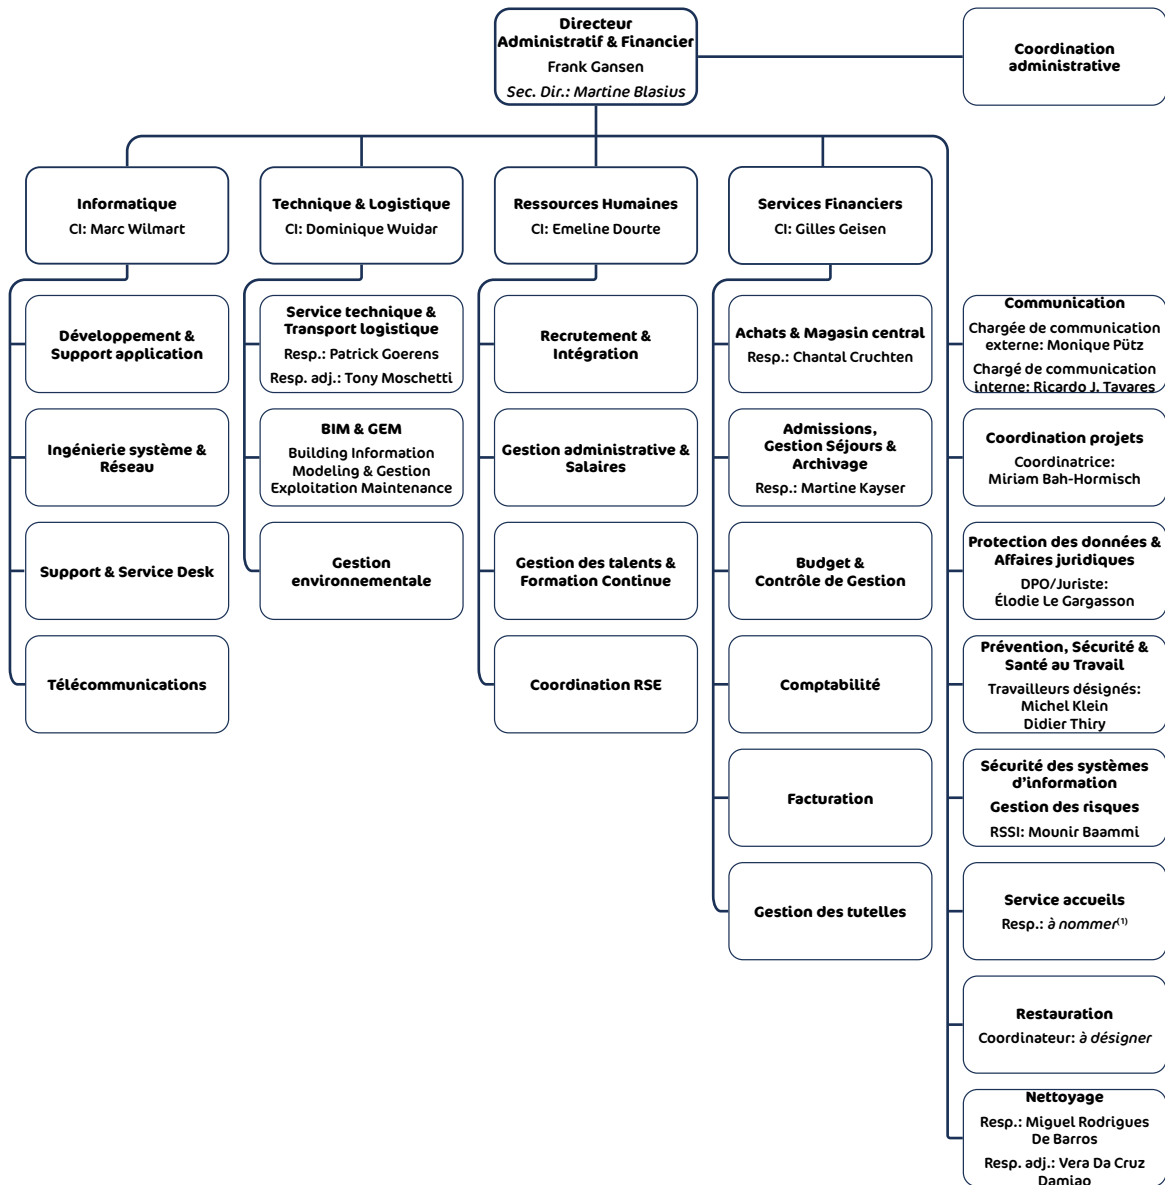 Directeur
Administratif & Financier
Frank Gansen
Sec. Dir.: Martine Blasius
Coordination
administrative
Informatique
CI: Marc Wilmart
Technique & Logistique
CI: Dominique Wuidar
Ressources Humaines
CI: Emeline Dourte
Services Financiers
CI: Gilles Geisen
Développement &
Support application
Ingénierie système &
Réseau
Support & Service Desk
Télécommunications
Service technique &
Transport logistique
Resp.: Patrick Goerens
Resp. adj.: Tony Moschetti
BIM & GEM
Building Information
Modeling & Gestion
Exploitation Maintenance
Gestion
environnementale
Recrutement &
Intégration
Gestion administrative &
Salaires
Gestion des talents &
Formation Continue
Coordination RSE
Achats & Magasin central
Resp.: Chantal Cruchten
Admissions,
Gestion Séjours &
Archivage
Resp.: Martine Kayser
Budget &
Contrôle de Gestion
Comptabilité
Facturation
Gestion des tutelles
Communication
Chargée de communication
externe: Monique Pütz
Chargé de communication
interne: Ricardo J. Tavares
Coordination projets
Coordinatrice:
Miriam Bah-Hormisch
Protection des données &
Affaires juridiques
DPO/Juriste:
Élodie Le Gargasson
Prévention, Sécurité &
Santé au Travail
Travailleurs désignés:
Michel Klein
Didier Thiry
Sécurité des systèmes
d'information
Gestion des risques
RSSI: Mounir Baammi
Service accueils
Resp.: à nommer⁽¹⁾
Restauration
Coordinateur: à désigner
Nettoyage
Resp.: Miguel Rodrigues
De Barros
Resp. adj.: Vera Da Cruz
Damiao